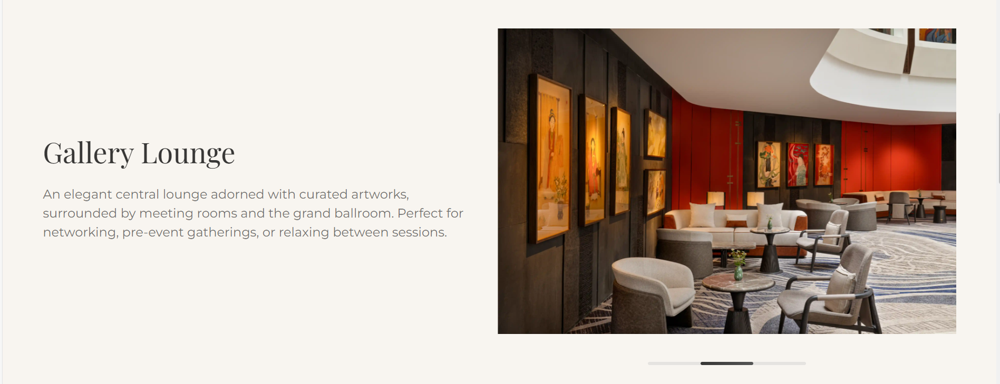 Gallery Lounge
An elegant central lounge adorned with curated artworks,
surrounded by meeting rooms and the grand ballroom. Perfect for
networking, pre-event gatherings, or relaxing between sessions.